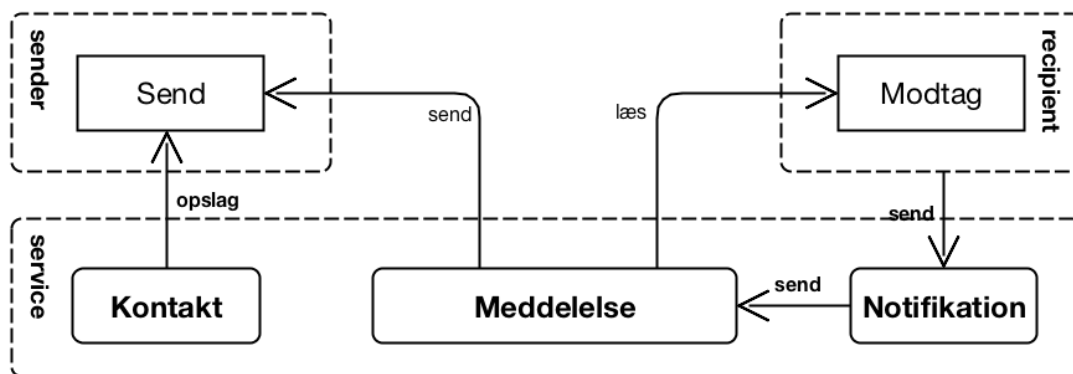 sender
Send
send
læs
Modtag
recipient
opslag
send
service
Kontakt
Meddelelse
send
Notifikation